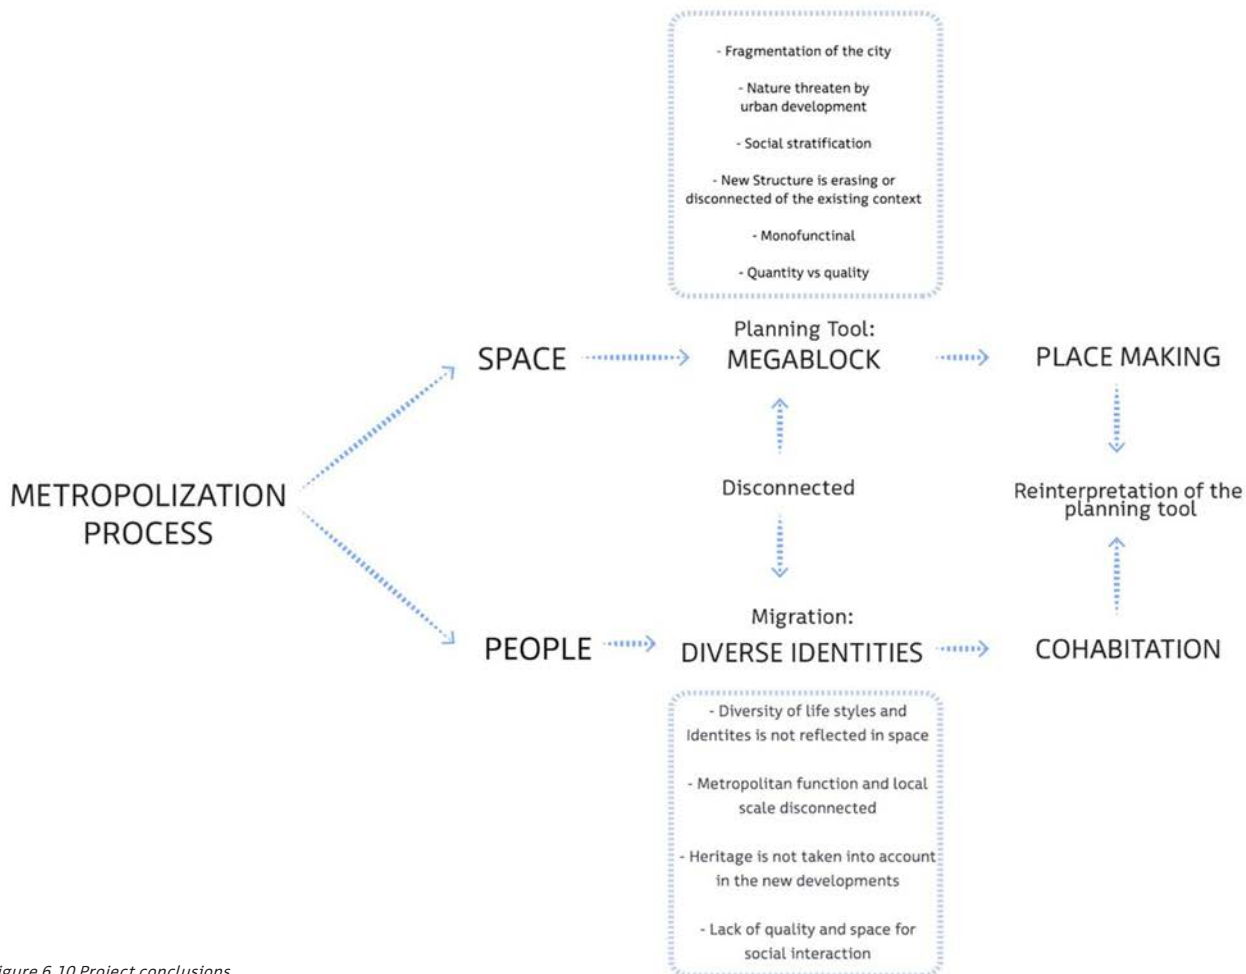 - Fragmentation of the city
- Nature threaten by
urban development
- Social stratification
- New Structure is erasing or
disconnected of the existing context
- Monofunctinal
- Quantity vs quality
Planning Tool:
SPACE
MEGABLOCK
PLACE MAKING
METROPOLIZATION
PROCESS
Disconnected
Reinterpretation of the
planning tool
Migration:
PEOPLE
DIVERSE IDENTITIES
COHABITATION
- Diversity of life styles and
Identites is not reflected in space
- Metropolitan function and local
scale disconnected
- Heritage is not taken into account
in the new developments
- Lack of quality and space for
social interaction
igure 6.10 Project conclusions